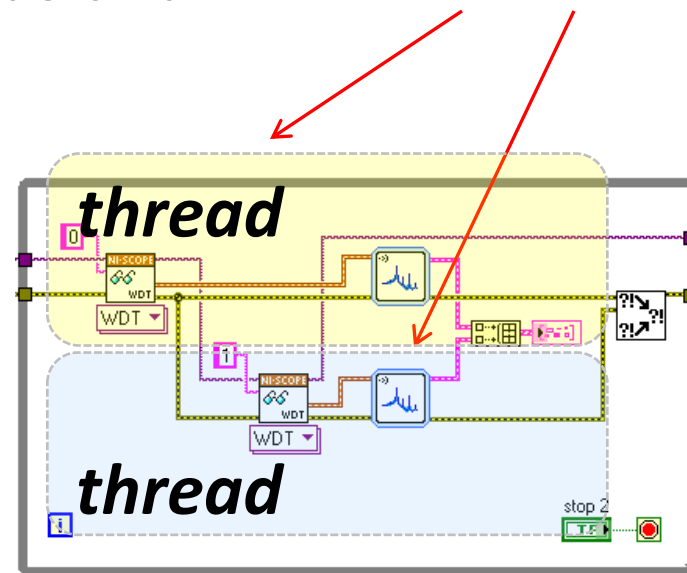 thread
0
NI-SCOPE
WDT
WDT
?!
?!
?!
1
NI-SCOPE
WDT
WDT
thread
i
stop 2
TF